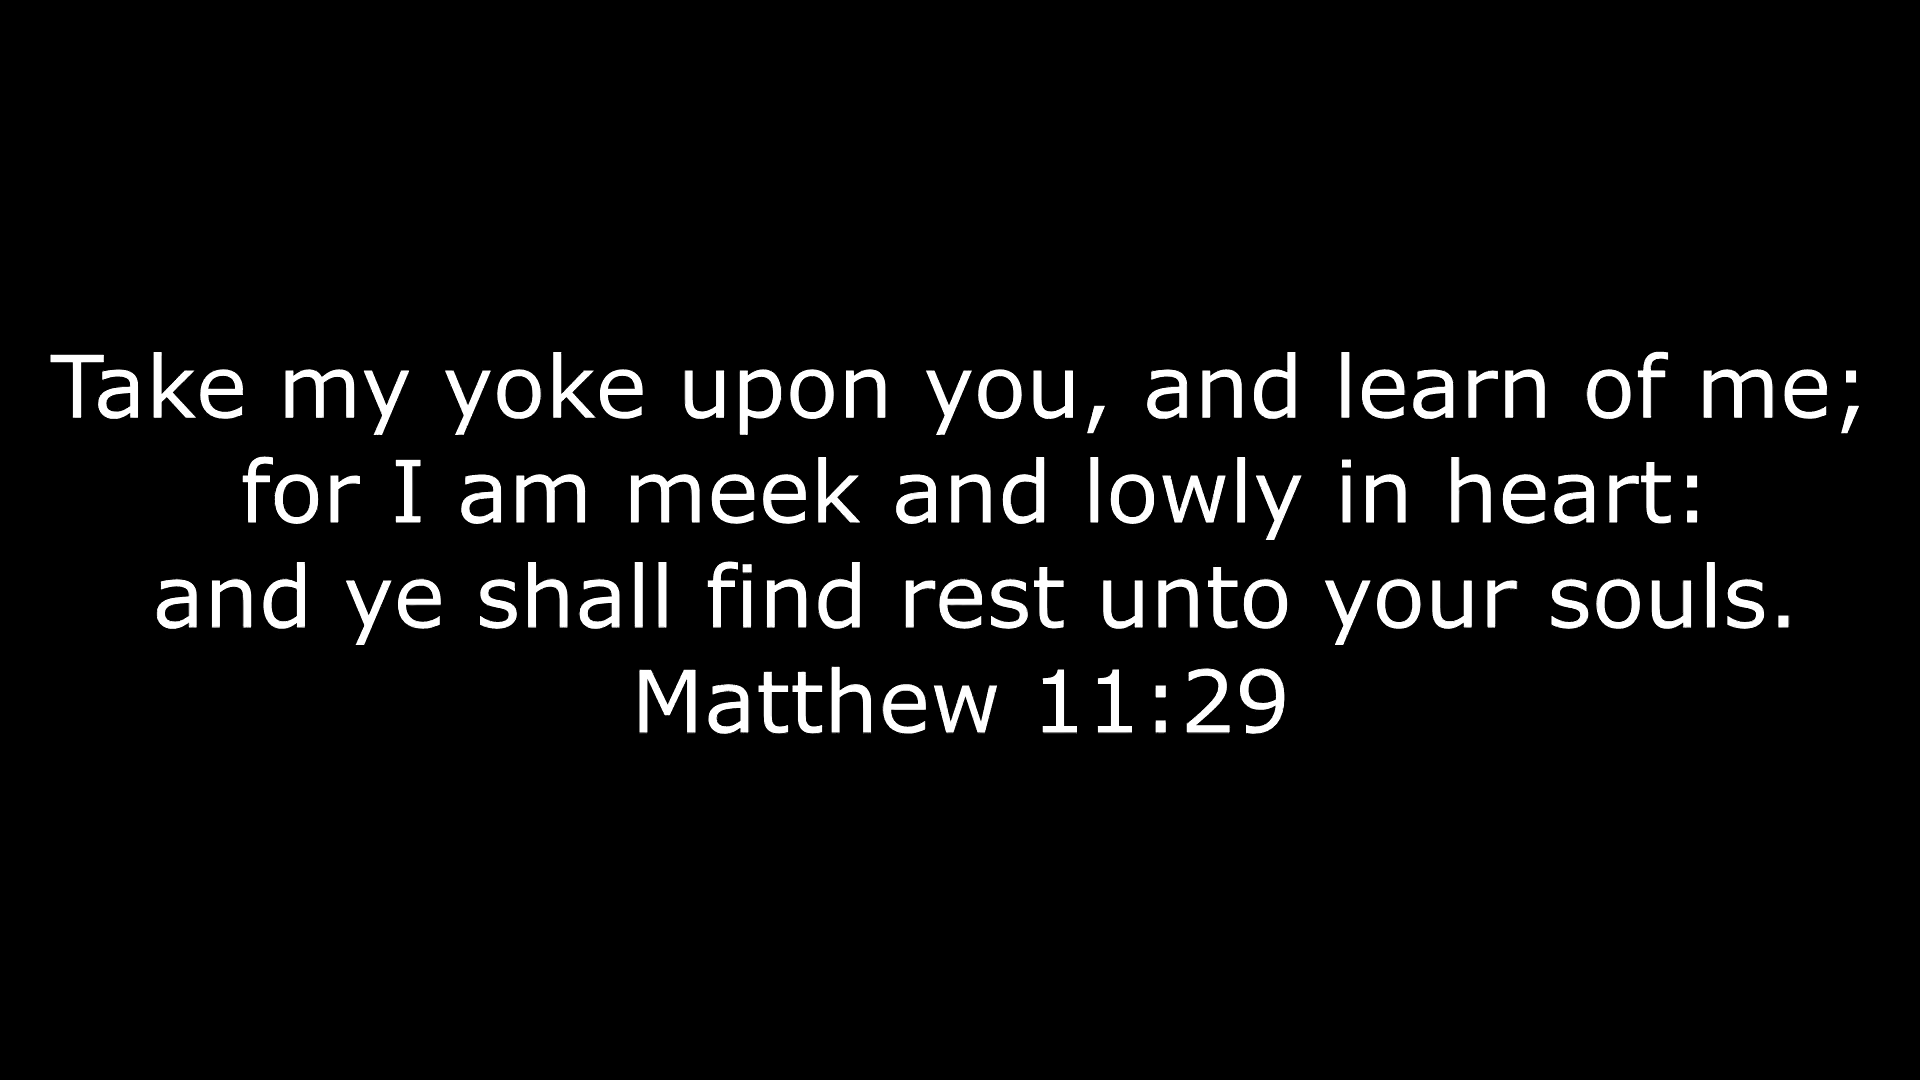 Take my yoke upon you, and learn of me;
for I am meek and lowly in heart:
and ye shall find rest unto your souls.
Matthew 11:29